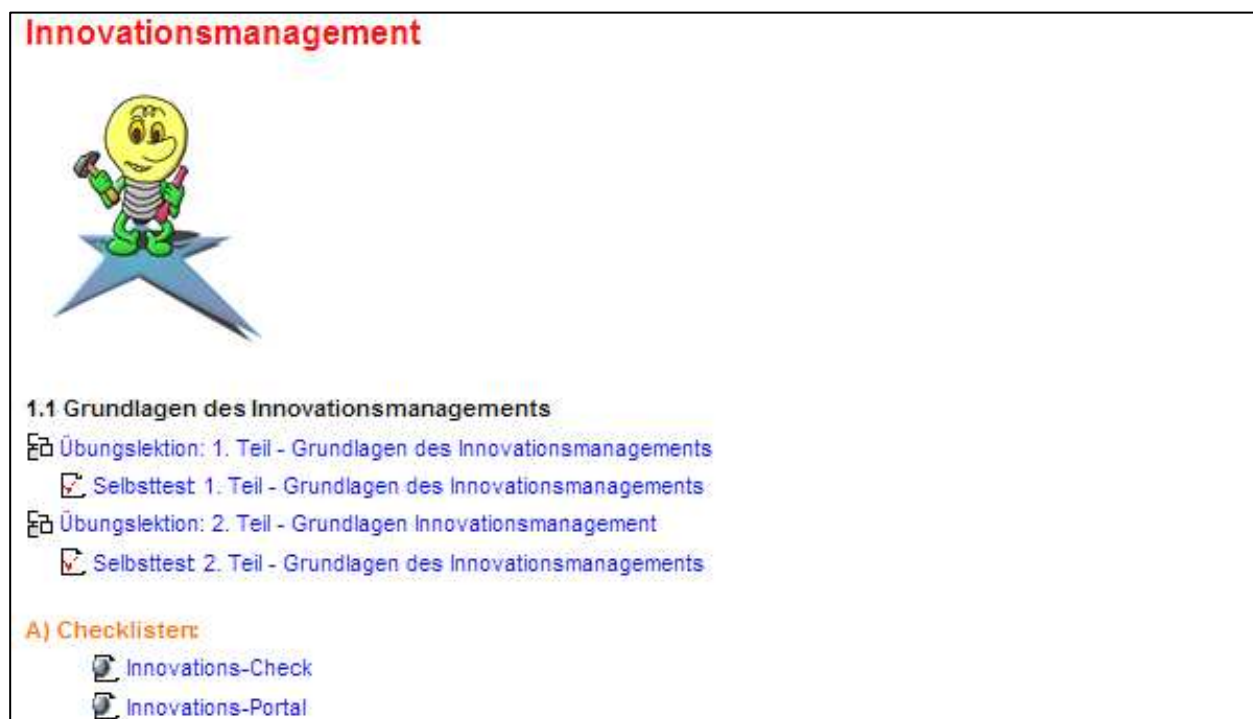 Innovationsmanagement
1.1 Grundlagen des Innovationsmanagements
Übungslektion: 1. Teil - Grundlagen des Innovationsmanagements
Selbsttest: 1. Teil - Grundlagen des Innovationsmanagements
Übungslektion: 2. Teil - Grundlagen Innovationsmanagement
Selbsttest: 2. Teil - Grundlagen des Innovationsmanagements
A) Checklisten:
Innovations-Check
Innovations-Portal